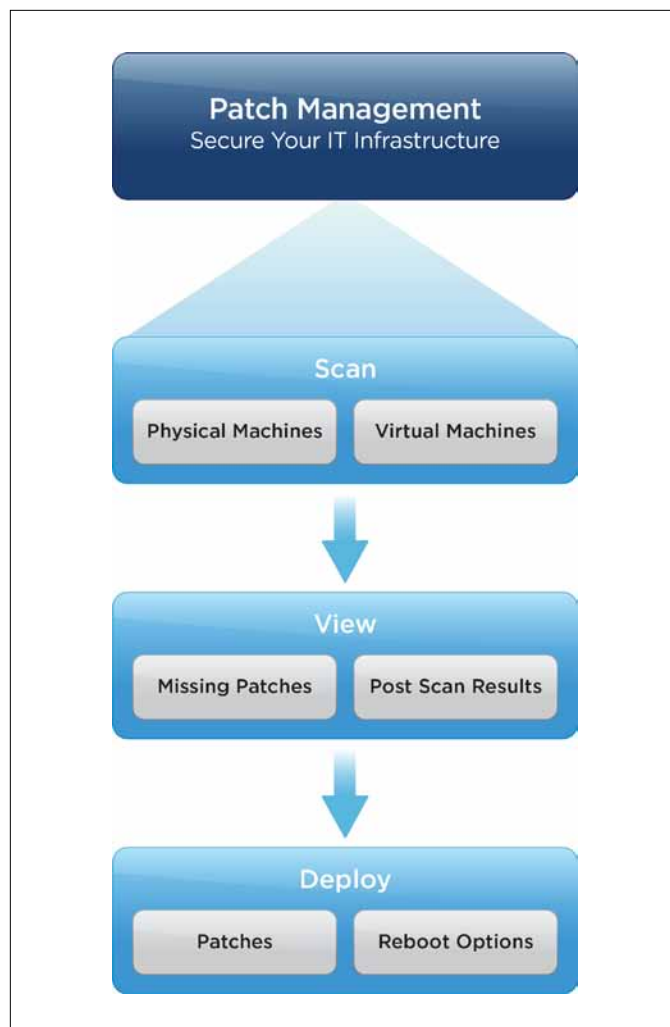 Patch Management
Secure Your IT Infrastructure
Scan
Physical Machines
Virtual Machines
View
Missing Patches
Post Scan Results
Deploy
Patches
Reboot Options